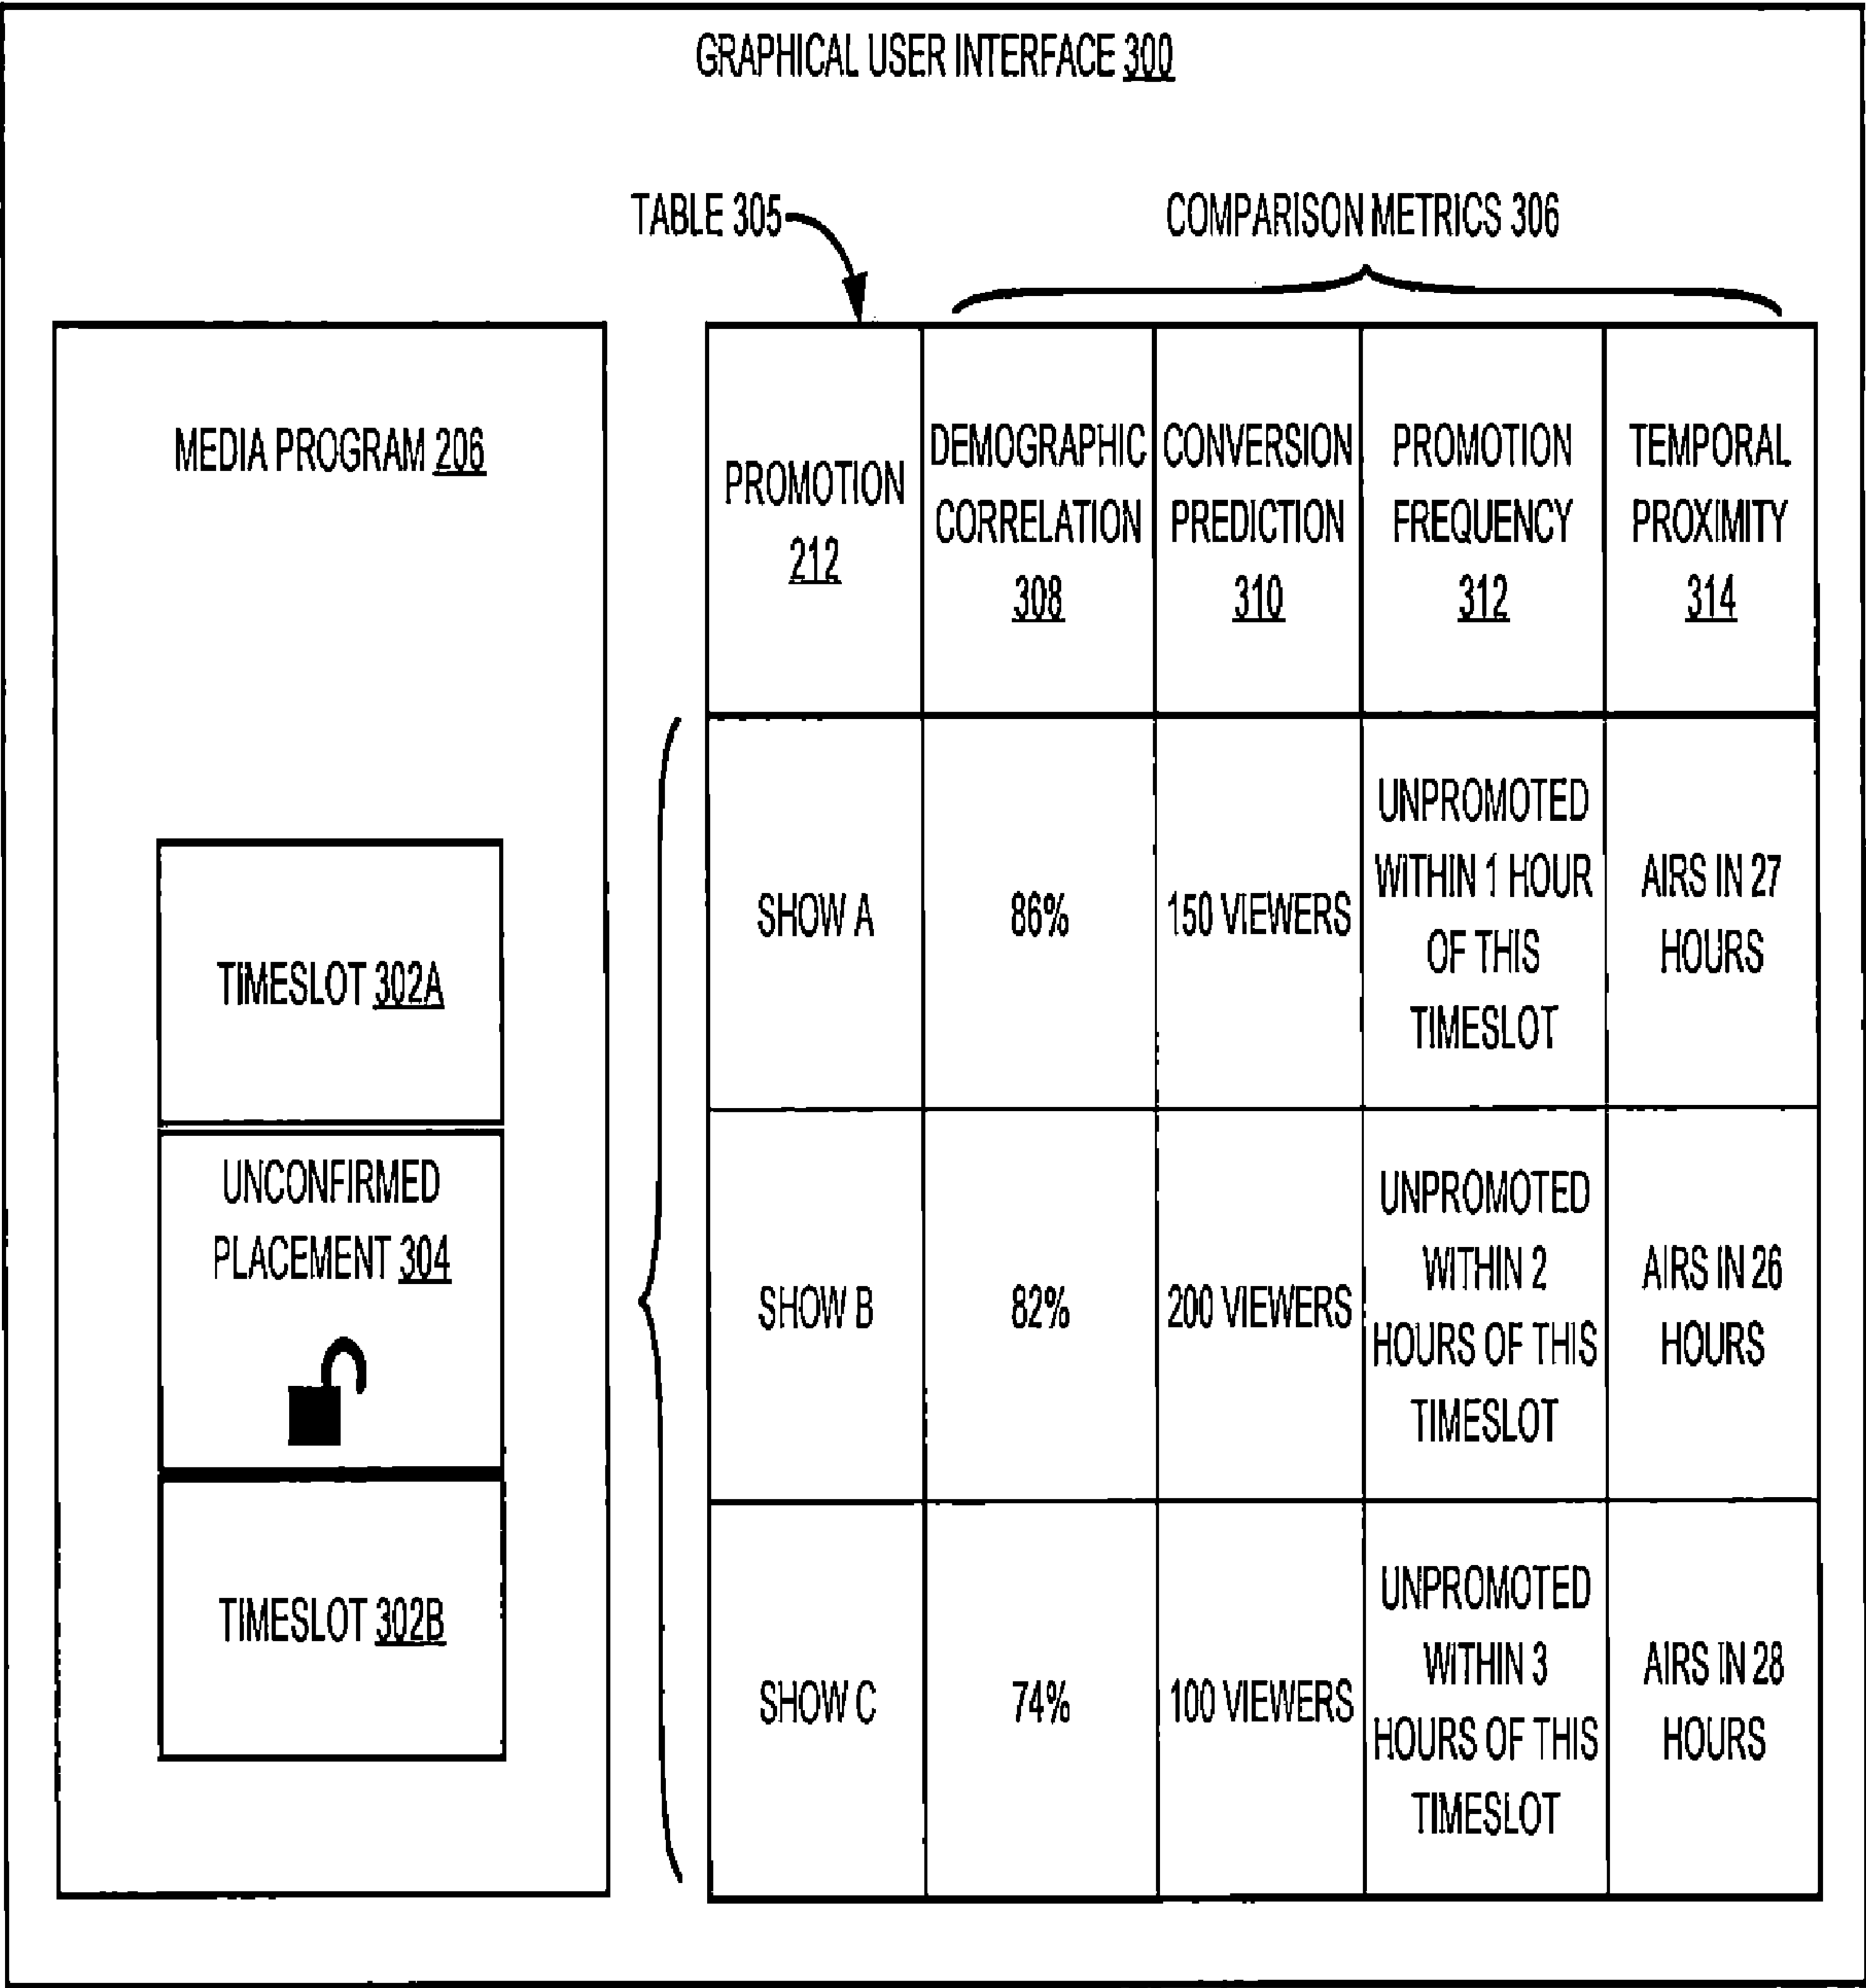 GRAPHICAL USER INTERFACE 300
TABLE 305
COMPARISON METRICS 306
MEDIA PROGRAM 206
TIMESLOT 302A
UNCONFIRMED
PLACEMENT 304
TIMESLOT 302B
PROMOTION
212
DEMOGRAPHIC
CORRELATION
308
CONVERSION
PREDICTION
310
PROMOTION
FREQUENCY
312
TEMPORAL
PROXIMITY
314
SHOW A
86%
150 VIEWERS
UNPROMOTED
WITHIN 1 HOUR
OF THIS
TIMESLOT
AIRS IN 27
HOURS
SHOW B
82%
200 VIEWERS
UNPROMOTED
WITHIN 2
HOURS OF THIS
TIMESLOT
AIRS IN 26
HOURS
SHOW C
74%
100 VIEWERS
UNPROMOTED
WITHIN 3
HOURS OF THIS
TIMESLOT
AIRS IN 28
HOURS